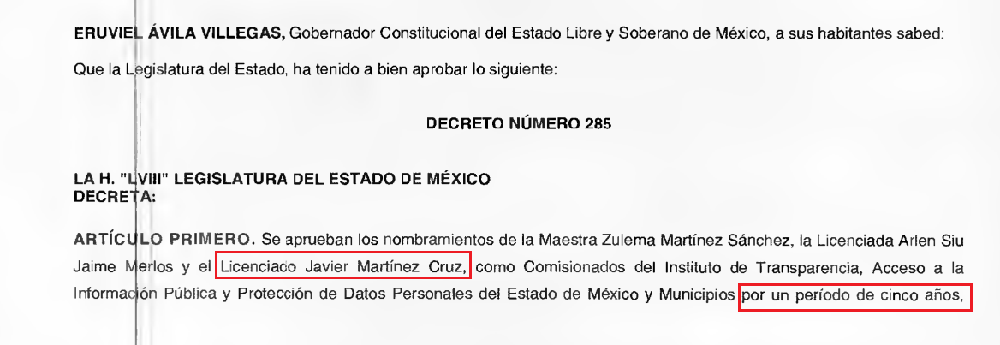 ERUVIEL ÁVILA VILLEGAS, Gobernador Constitucional del Estado Libre y Soberano de México, a sus habitantes sabed:
Que la Legislatura del Estado, ha tenido a bien aprobar lo siguiente:
DECRETO NÚMERO 285
LA H. "LVIII" LEGISLATURA DEL ESTADO DE MÉXICO
DECRETA:
ARTÍCULO PRIMERO. Se aprueban los nombramientos de la Maestra Zulema Martínez Sánchez, la Licenciada Arlen Siu
Jaime Merlos y el Licenciado Javier Martínez Cruz, como Comisionados del Instituto de Transparencia, Acceso a la
Información Pública y Protección de Datos Personales del Estado de México y Municipios por un período de cinco años,